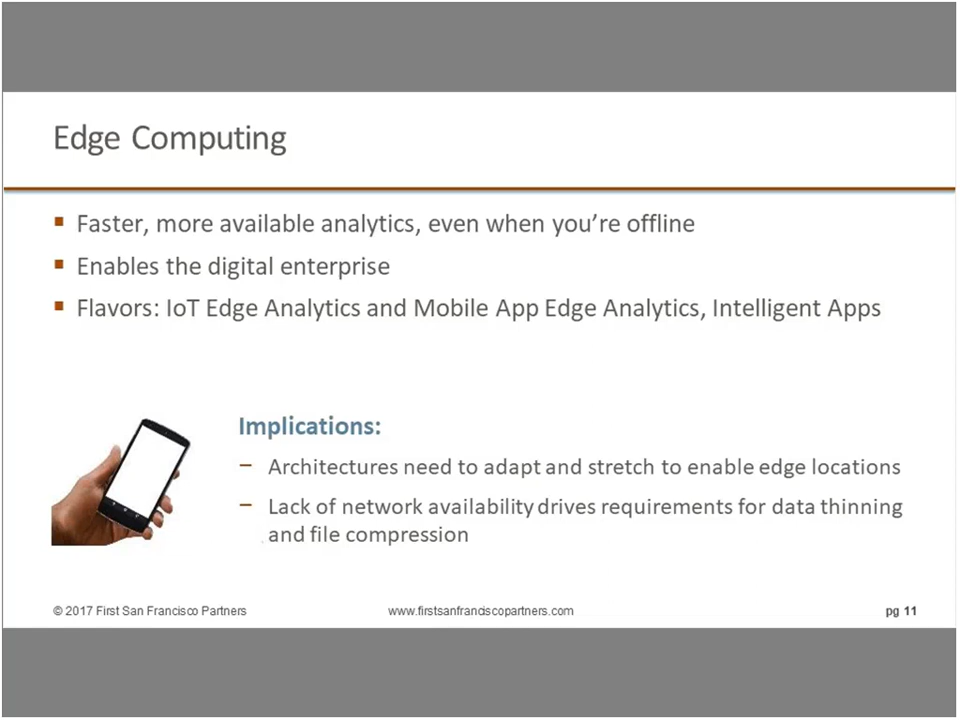 Edge Computing
▪ Faster, more available analytics, even when you’re offline
▪ Enables the digital enterprise
▪ Flavors: IoT Edge Analytics and Mobile App Edge Analytics, Intelligent Apps
Implications:
− Architectures need to adapt and stretch to enable edge locations
− Lack of network availability drives requirements for data thinning
and file compression
© 2017 First San Francisco Partners www.firstsanfranciscopartners.com pg 11